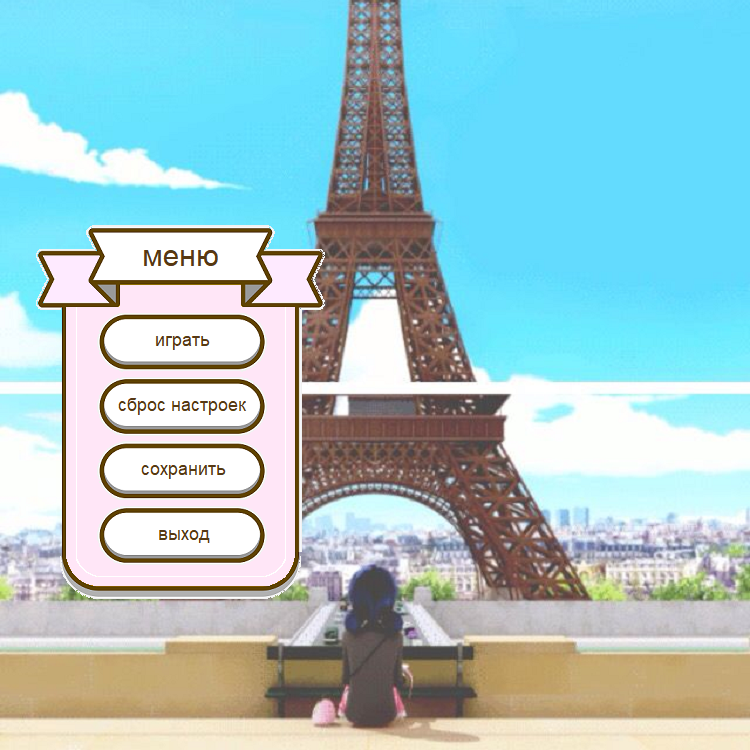 меню
играть
сброс настроек
сохранить
выход